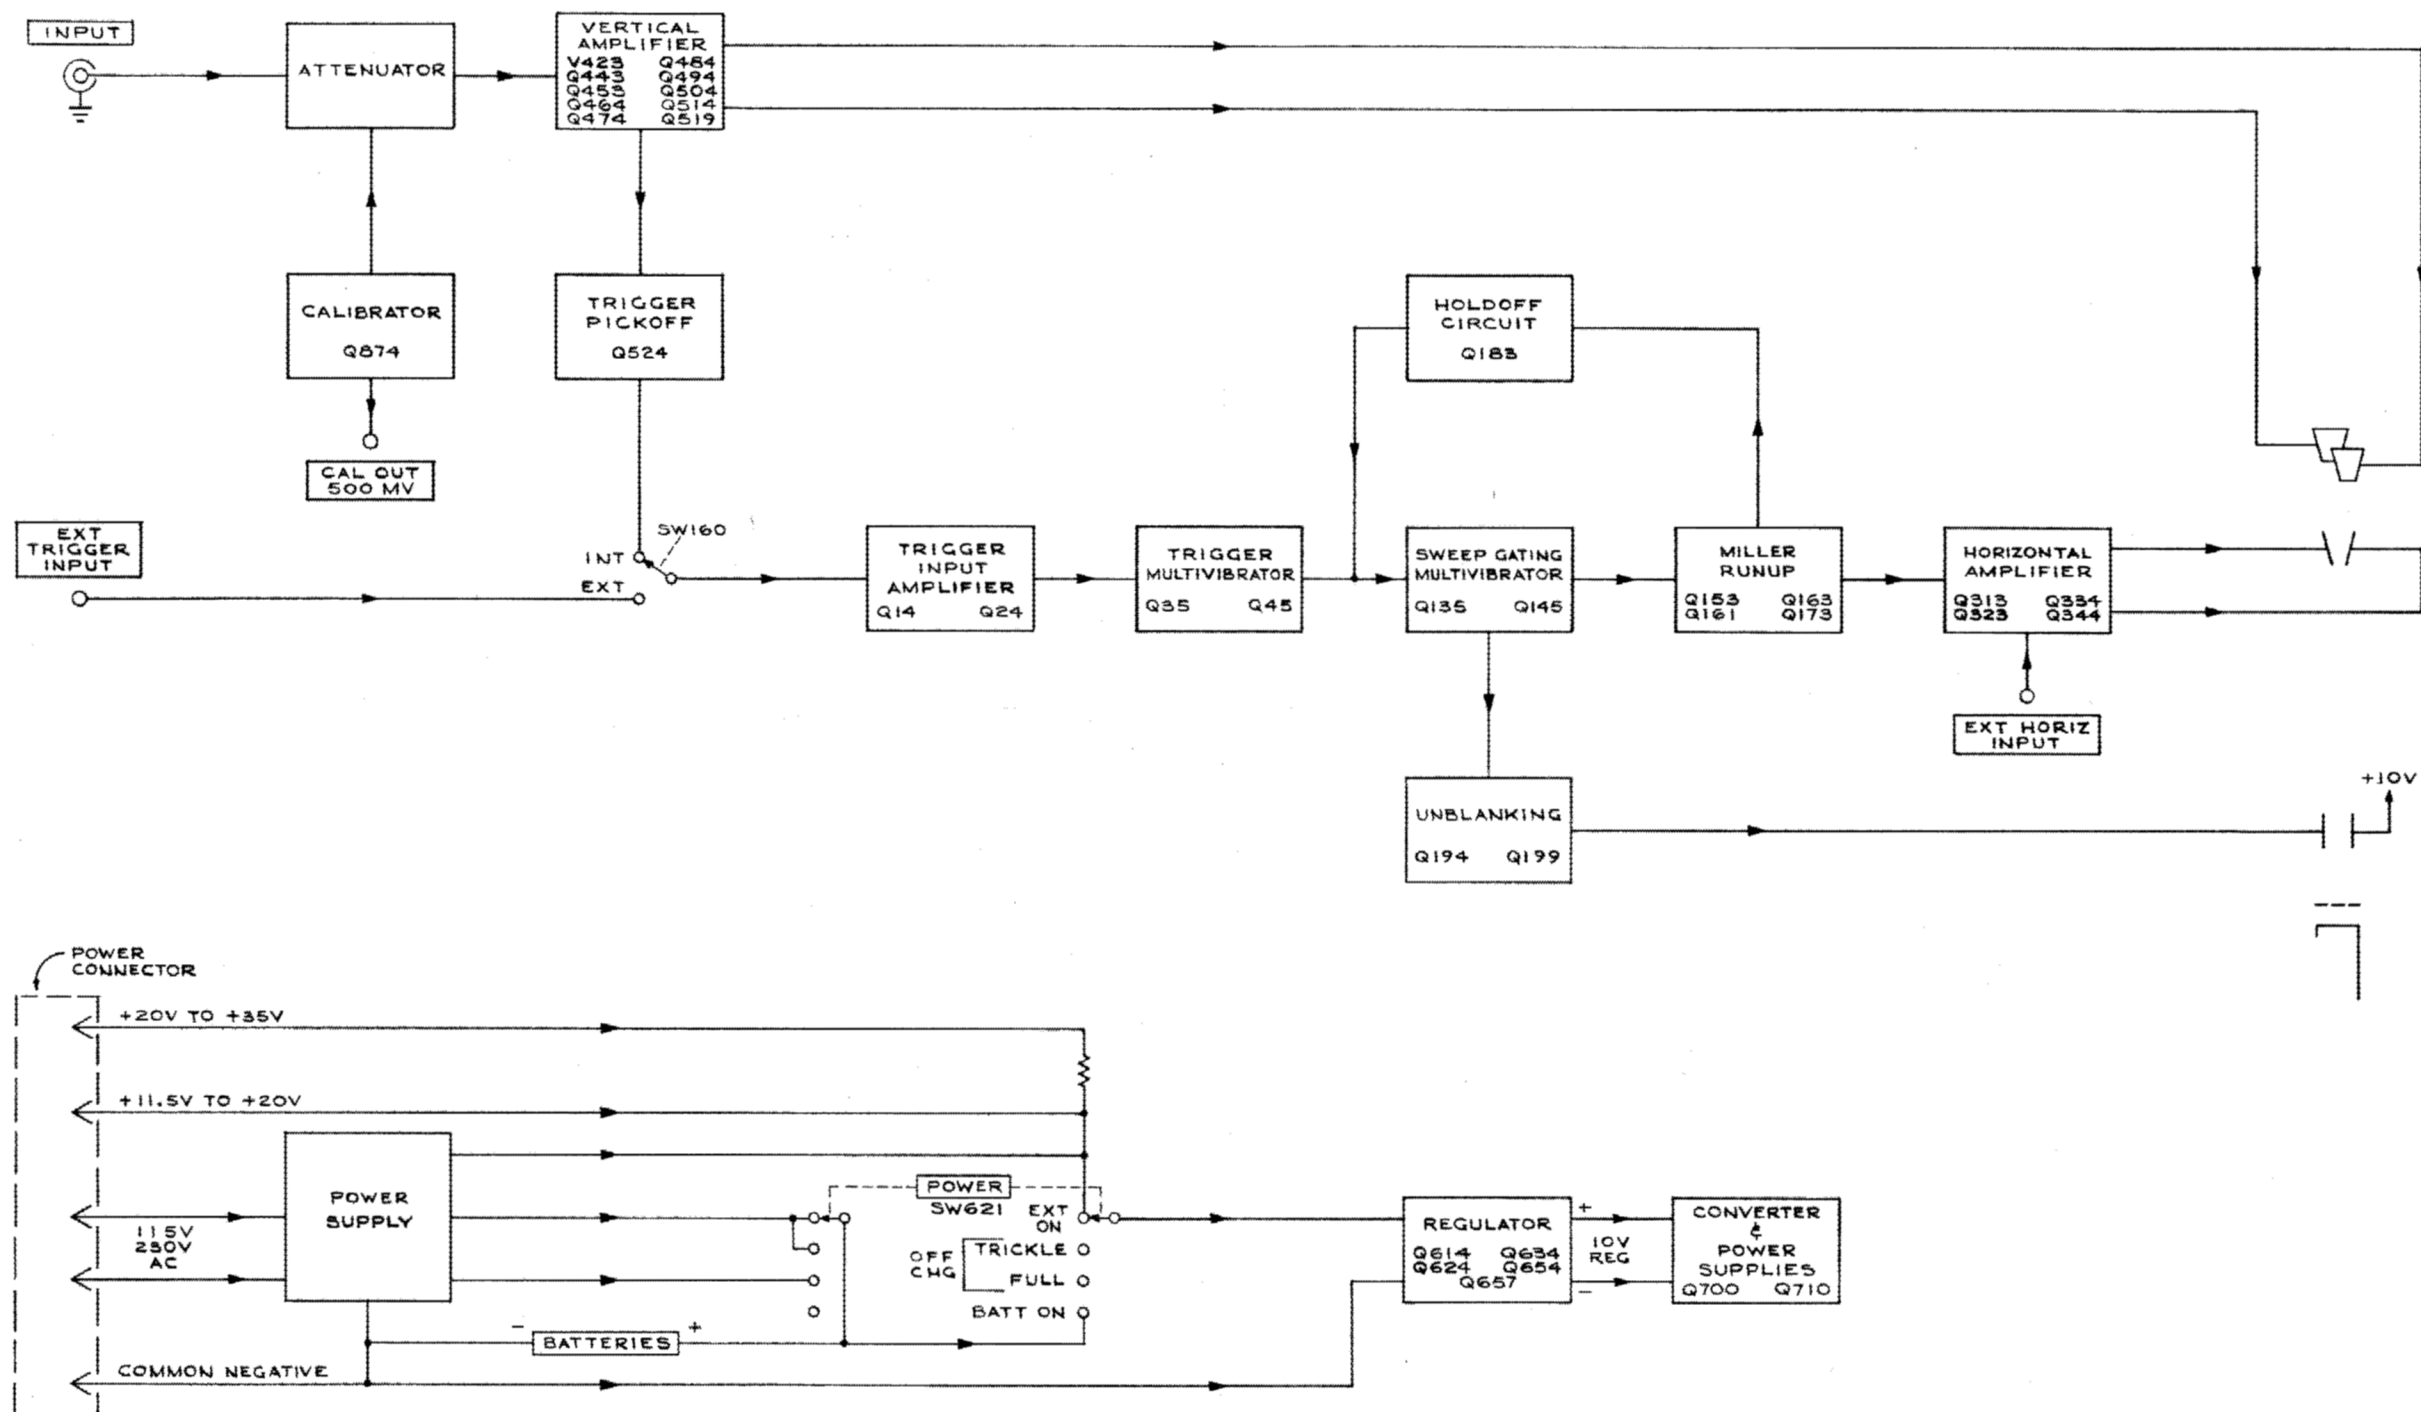 INPUT
ATTENUATOR
VERTICAL
AMPLIFIER
V423 Q484
Q443 Q494
Q453 Q504
Q464 Q514
Q474 Q519
CALIBRATOR
Q874
CAL OUT
500 MV
TRIGGER
PICKOFF
Q524
HOLDOFF
CIRCUIT
Q183
EXT
TRIGGER
INPUT
SW160
INT
EXT
TRIGGER
INPUT
AMPLIFIER
Q14 Q24
TRIGGER
MULTIVIBRATOR
Q35 Q45
SWEEP GATING
MULTIVIBRATOR
Q135 Q145
MILLER
RUNUP
Q153 Q163
Q161 Q173
HORIZONTAL
AMPLIFIER
Q313 Q334
Q323 Q344
EXT HORIZ
INPUT
UNBLANKING
Q194 Q199
+10V
POWER
CONNECTOR
+20V TO +35V
+11.5V TO +20V
POWER
SUPPLY
115V
230V
AC
POWER
SW621
EXT
ON
OFF
CHG
TRICKLE
FULL
BATT ON
- BATTERIES +
COMMON NEGATIVE
REGULATOR
Q614 Q634
Q624 Q654
Q657
+
10V
REG
-
CONVERTER
&
POWER
SUPPLIES
Q700 Q710